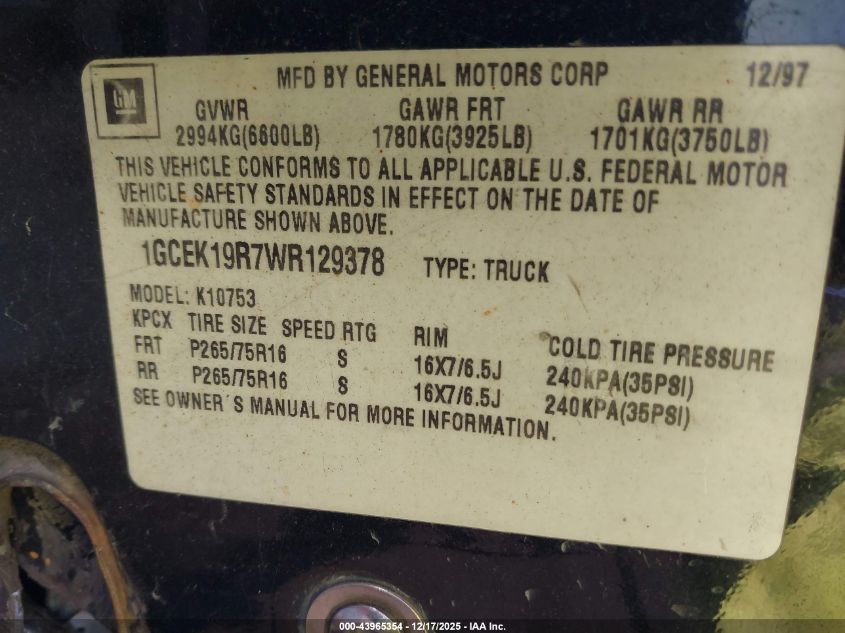 MFD BY GENERAL MOTORS CORP 12/97
GM
GVWR GAWR FRT GAWR RR
2994KG(6600LB) 1780KG(3925LB) 1701KG(3750LB)
THIS VEHICLE CONFORMS TO ALL APPLICABLE U.S. FEDERAL MOTOR
VEHICLE SAFETY STANDARDS IN EFFECT ON THE DATE OF
MANUFACTURE SHOWN ABOVE.
1GCEK19R7WR129378 TYPE: TRUCK
MODEL: K10753
KPCX TIRE SIZE SPEED RTG RIM COLD TIRE PRESSURE
FRT P265/75R16 S 16X7/6.5J 240KPA(35PSI)
RR P265/75R16 S 16X7/6.5J 240KPA(35PSI)
SEE OWNER'S MANUAL FOR MORE INFORMATION.
000-43965354 - 12/17/2025 - IAA Inc.